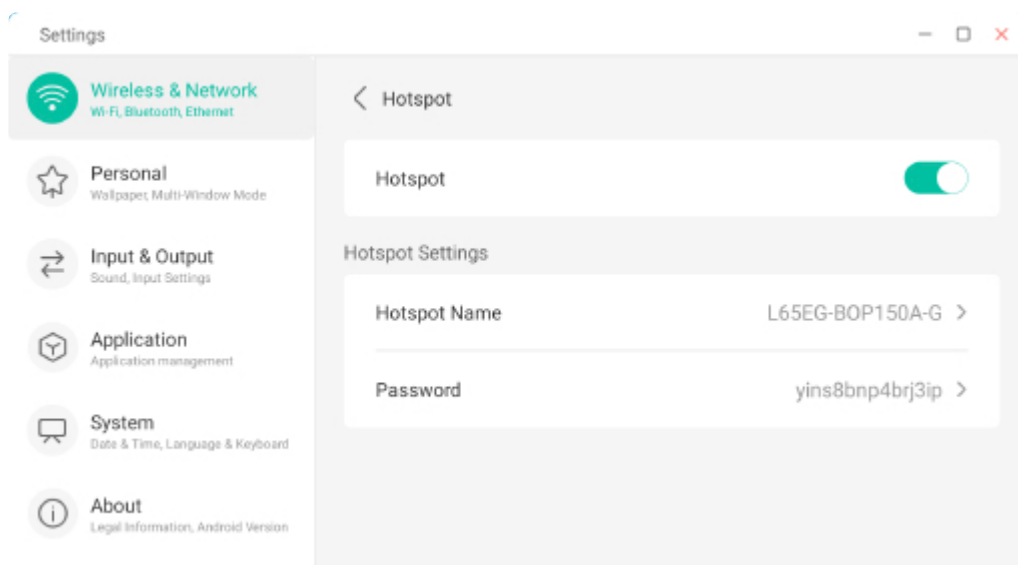 Settings
Wireless & Network
Wi-Fi, Bluetooth, Ethernet
Personal
Wallpaper, Multi-Window Mode
Input & Output
Sound, Input Settings
Application
Application management
System
Date & Time, Language & Keyboard
About
Legal Information, Android Version
Hotspot
Hotspot
Hotspot Settings
Hotspot Name
L65EG-BOP150A-G
Password
yins8bnp4brj3ip